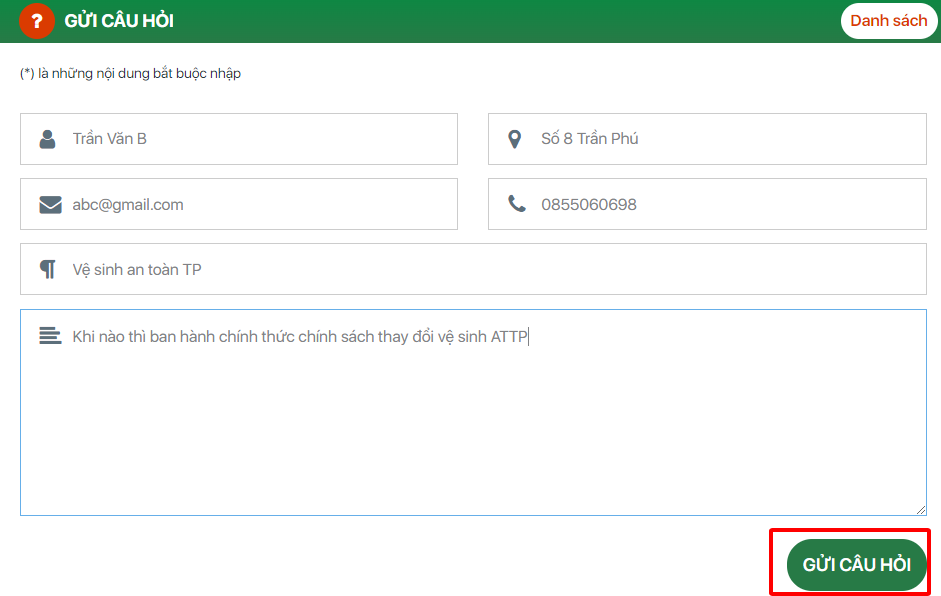 ? GỬI CÂU HỎI Danh sách
(*) là những nội dung bắt buộc nhập
Trần Văn B Số 8 Trần Phú
abc@gmail.com 0855060698
Vệ sinh an toàn TP
Khi nào thì ban hành chính thức chính sách thay đổi vệ sinh ATTP
GỬI CÂU HỎI